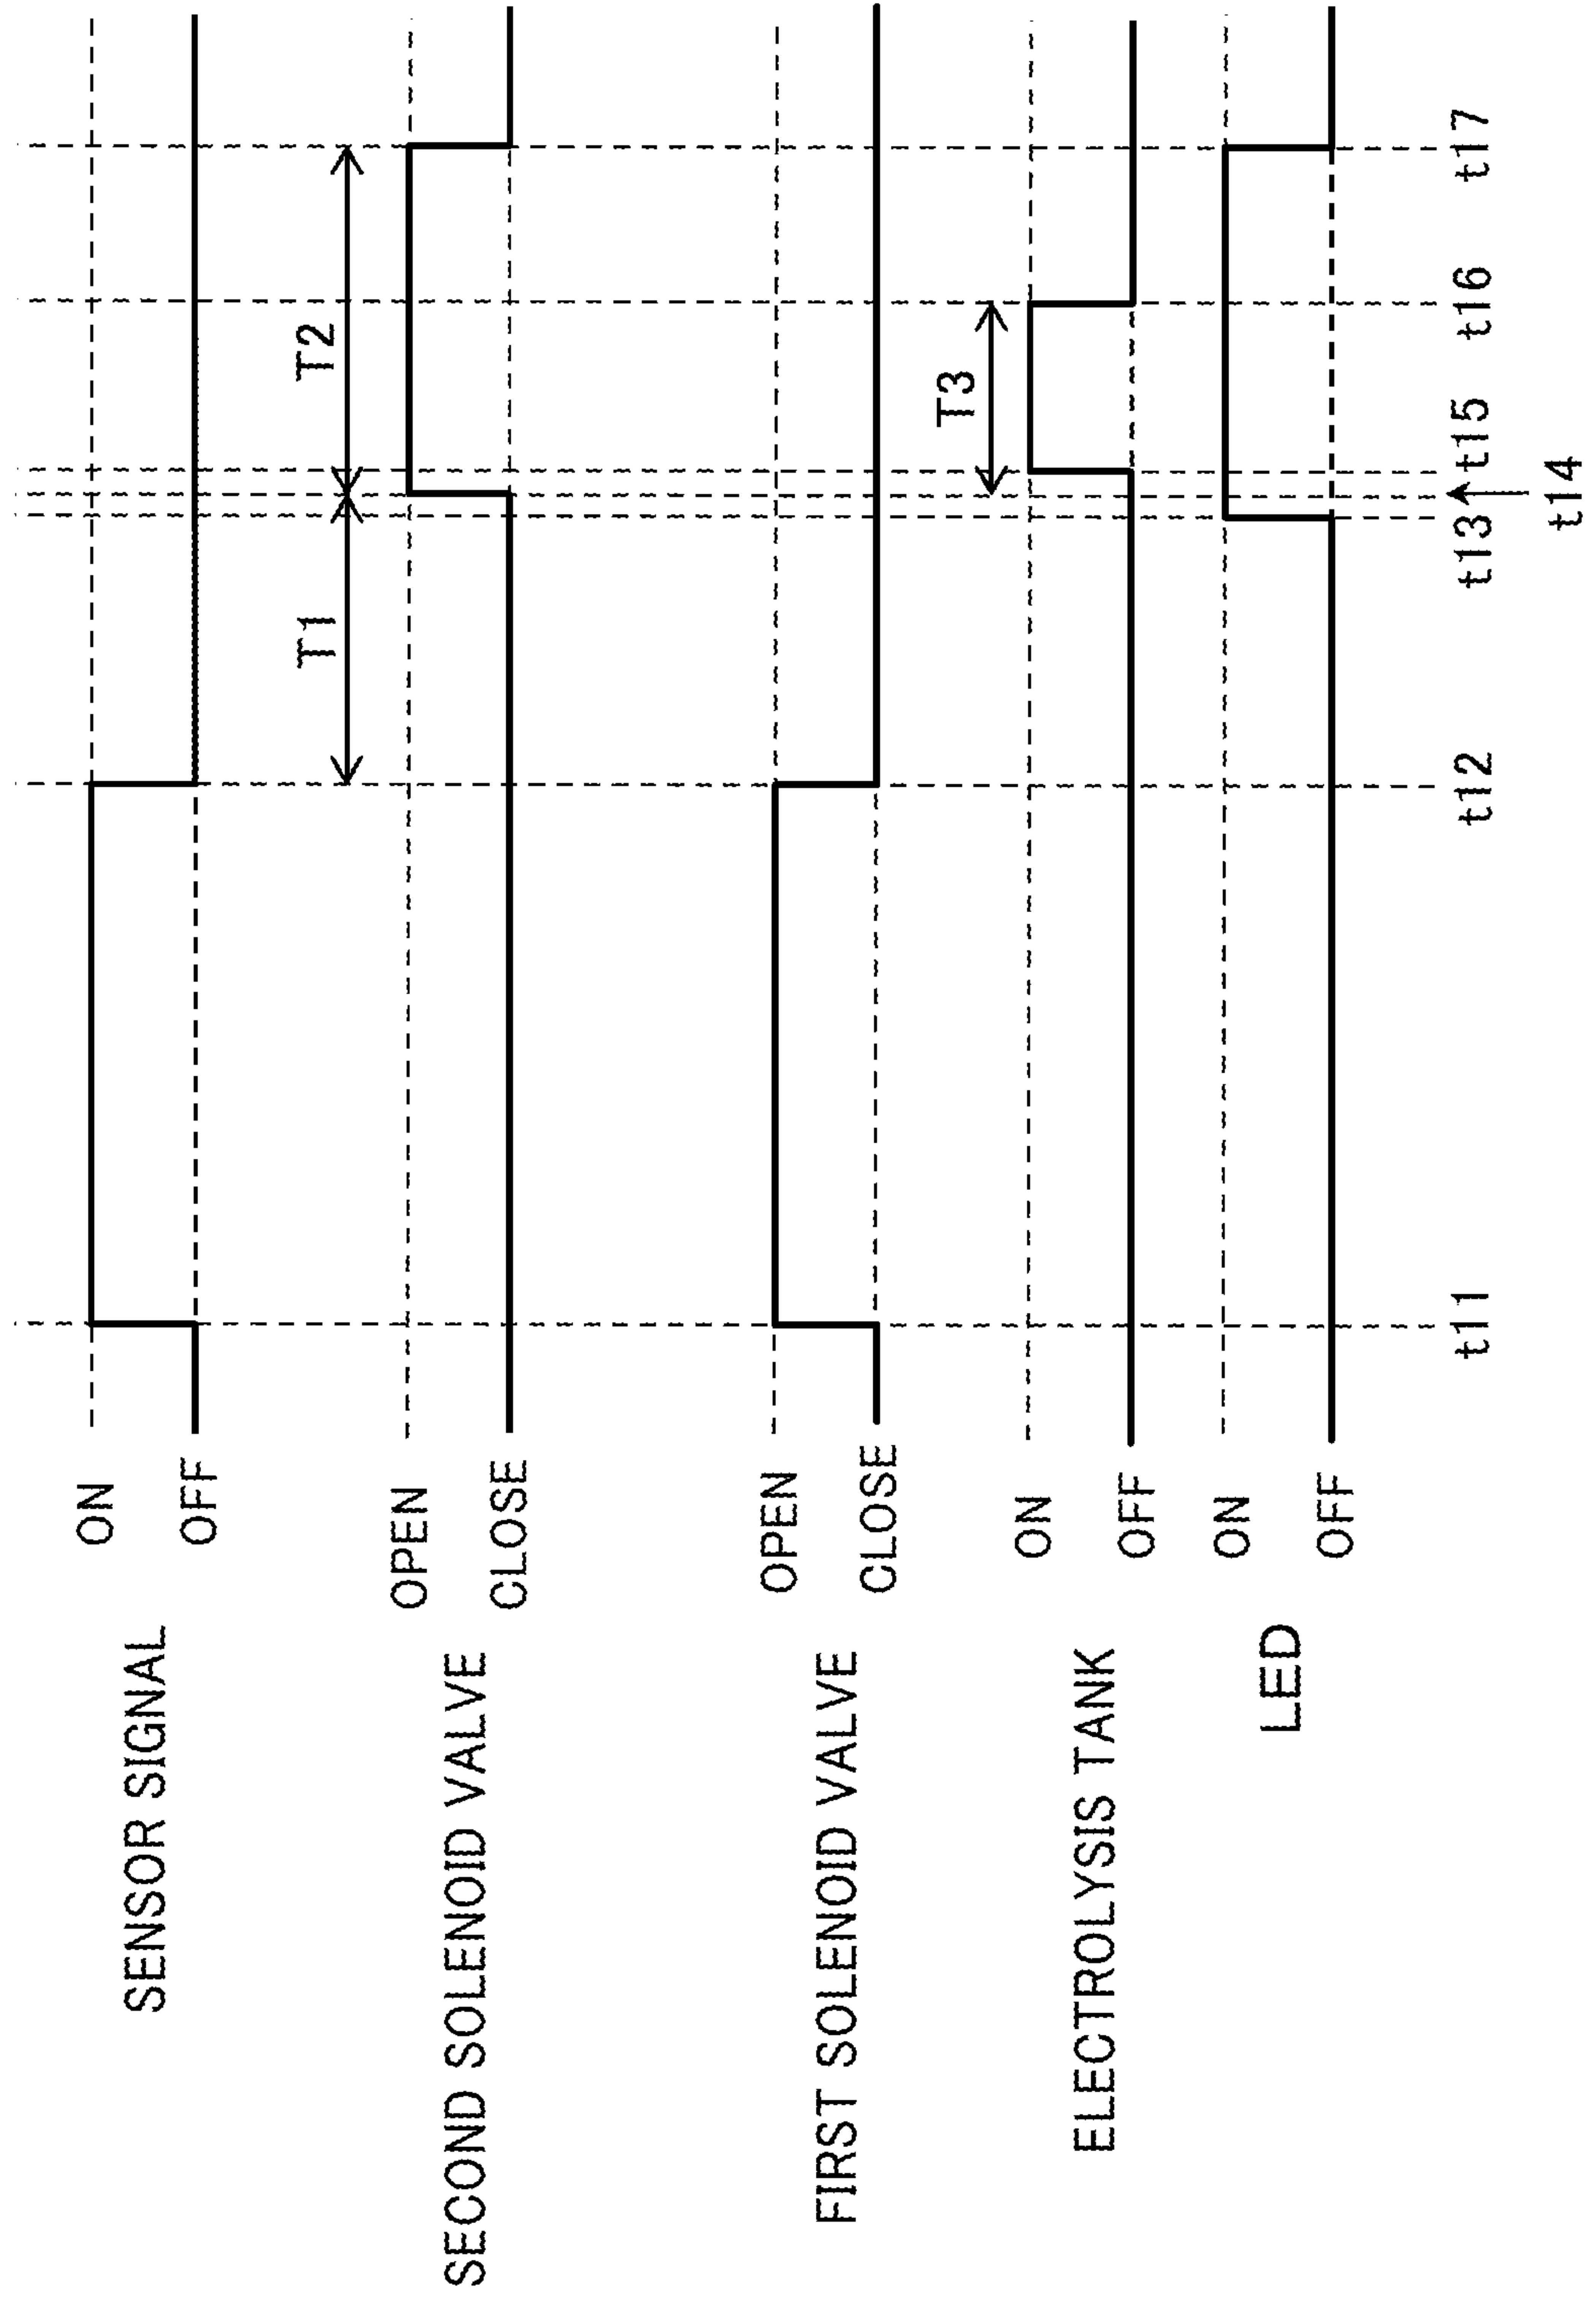 SENSOR SIGNAL
ON
OFF
T1
T2
SECOND SOLENOID VALVE
OPEN
CLOSE
FIRST SOLENOID VALVE
OPEN
CLOSE
T3
ELECTROLYSIS TANK
ON
OFF
LED
ON
OFF
t11
t12
t13
t15
t16
t17
t14